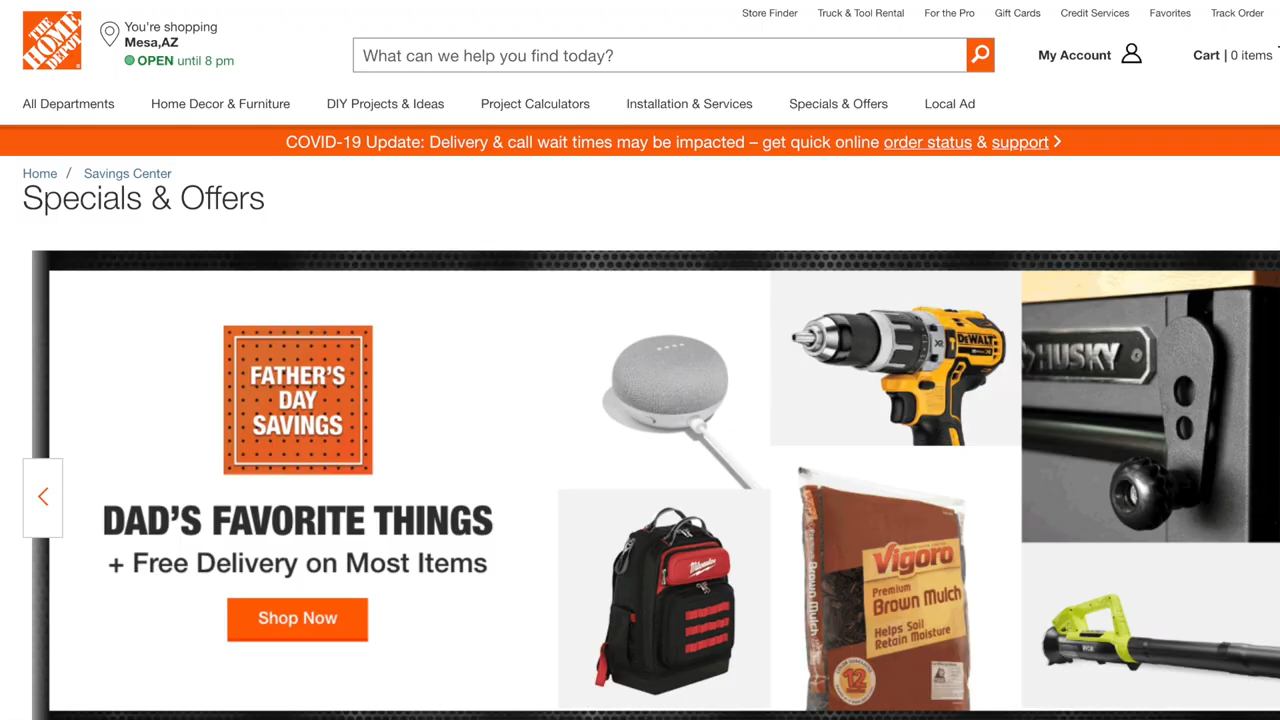 Store Finder
Truck & Tool Rental
For the Pro
Gift Cards
Credit Services
Favorites
Track Order
THE
HOME
DEPOT
You're shopping
Mesa,AZ
OPEN until 8 pm
What can we help you find today?
My Account
Cart | 0 items
All Departments
Home Decor & Furniture
DIY Projects & Ideas
Project Calculators
Installation & Services
Specials & Offers
Local Ad
COVID-19 Update: Delivery & call wait times may be impacted – get quick online order status & support
Home / Savings Center
Specials & Offers
FATHER'S
DAY
SAVINGS
DAD'S FAVORITE THINGS
+ Free Delivery on Most Items
Shop Now
DEWALT
XR
HUSKY
Milwaukee
Vigoro
Premium
Brown Mulch
Helps Soil
Retain Moisture
Brown Mulch
12